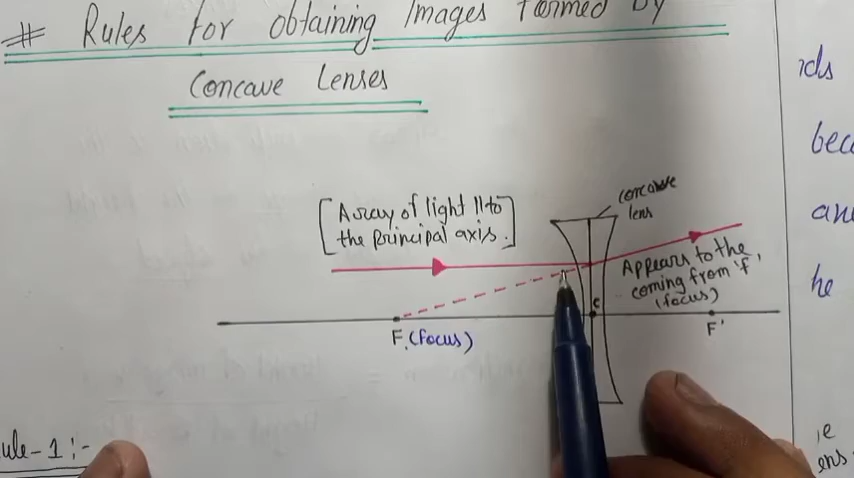 # Rules for obtaining Images formed by
Concave Lenses
[A ray of light 11 to
the principal axis.]
concave
lens
Appears to the
coming from 'f'
(focus)
C
F (focus)
F'
ule-1:-
ids
bec
an
he
e
ens